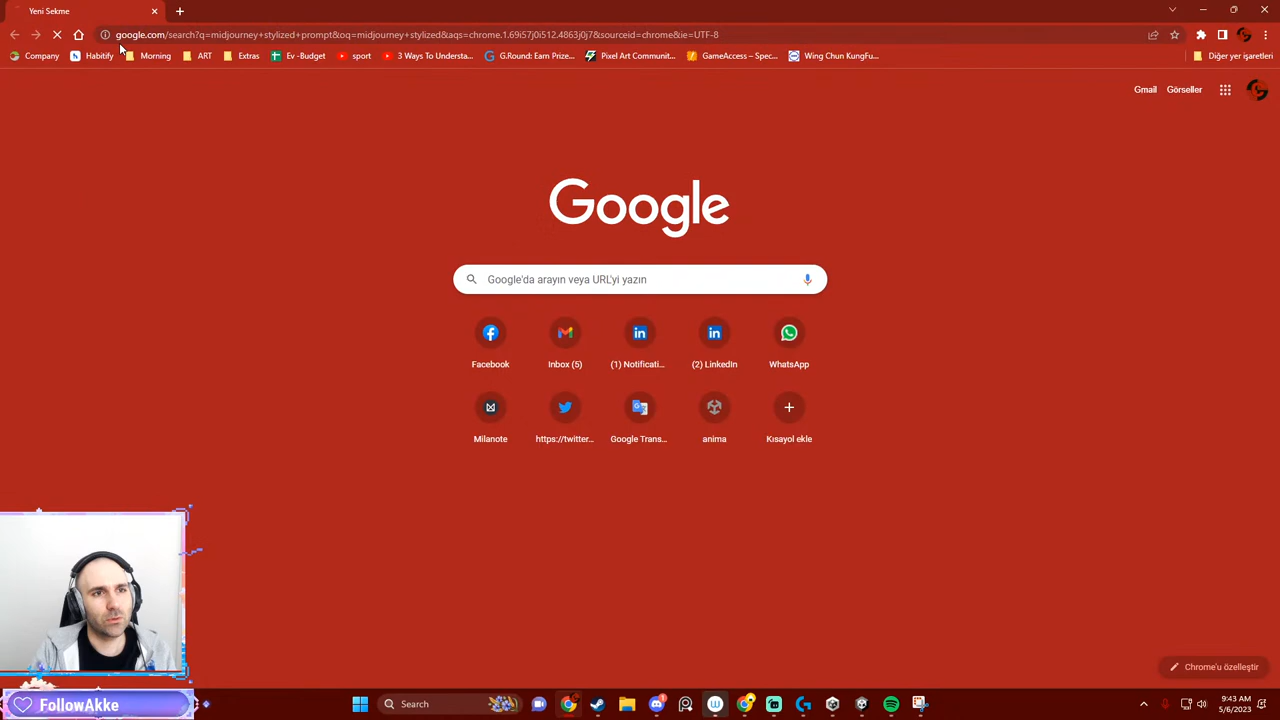 Yeni Sekme
google.com/search?q=midjourney+stylized+prompt&oq=midjourney+stylized&aqs=chrome.1.69i57j0i512.4863j0j7&sourceid=chrome&ie=UTF-8
Company Habitify Morning ART Extras Ev -Budget sport 3 Ways To Understa... G.Round: Earn Prize... Pixel Art Communit... GameAccess – Spec... Wing Chun KungFu... Diğer yer işaretleri
Gmail Görseller
Google
Google'da arayın veya URL'yi yazın
Facebook Inbox (5) (1) Notificati... (2) LinkedIn WhatsApp
Milanote https://twitter... Google Trans... anima Kısayol ekle
Chrome'u özelleştir
FollowAkke
Search
9:43 AM
5/6/2023